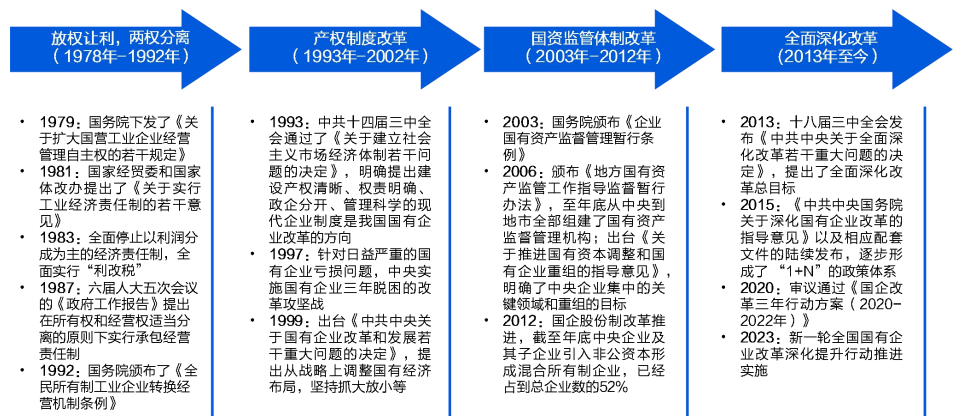 放权让利，两权分离
（1978年-1992年）
• 1979：国务院下发了《关
于扩大国营工业企业经营
管理自主权的若干规定》
• 1981：国家经贸委和国家
体改办提出了《关于实行
工业经济责任制的若干意
见》
• 1983：全面停止以利润分
成为主的经济责任制，全
面实行“利改税”
• 1987：六届人大五次会议
的《政府工作报告》提出
在所有权和经营权适当分
离的原则下实行承包经营
责任制
• 1992：国务院颁布了《全
民所有制工业企业转换经
营机制条例》
产权制度改革
（1993年-2002年）
• 1993：中共十四届三中全
会通过了《关于建立社会
主义市场经济体制若干问
题的决定》，明确提出建
设产权清晰、权责明确、
政企分开、管理科学的现
代企业制度是我国国有企
业改革的方向
• 1997：针对日益严重的国
有企业亏损问题，中央实
施国有企业三年脱困的改
革攻坚战
• 1999：出台《中共中央关
于国有企业改革和发展若
干重大问题的决定》，提
出从战略上调整国有经济
布局，坚持抓大放小等
国资监管体制改革
（2003年-2012年）
• 2003：国务院颁布《企业
国有资产监督管理暂行条
例》
• 2006：颁布《地方国有资
产监管工作指导监督暂行
办法》，至年底从中央到
地市全部组建了国有资产
监督管理机构；出台《关
于推进国有资本调整和国
有企业重组的指导意见》，
明确了中央企业集中的关
键领域和重组的目标
• 2012：国企股份制改革推
进，截至年底中央企业及
其子企业引入非公资本形
成混合所有制企业，已经
占到总企业数的52%
全面深化改革
(2013年至今）
• 2013：十八届三中全会发
布《中共中央关于全面深
化改革若干重大问题的决
定》，提出了全面深化改
革总目标
• 2015：《中共中央国务院
关于深化国有企业改革的
指导意见》以及相应配套
文件的陆续发布，逐步形
成了“1+N”的政策体系
• 2020：审议通过《国企改
革三年行动方案（2020-
2022年）》
• 2023：新一轮全国国有企
业改革深化提升行动推进
实施